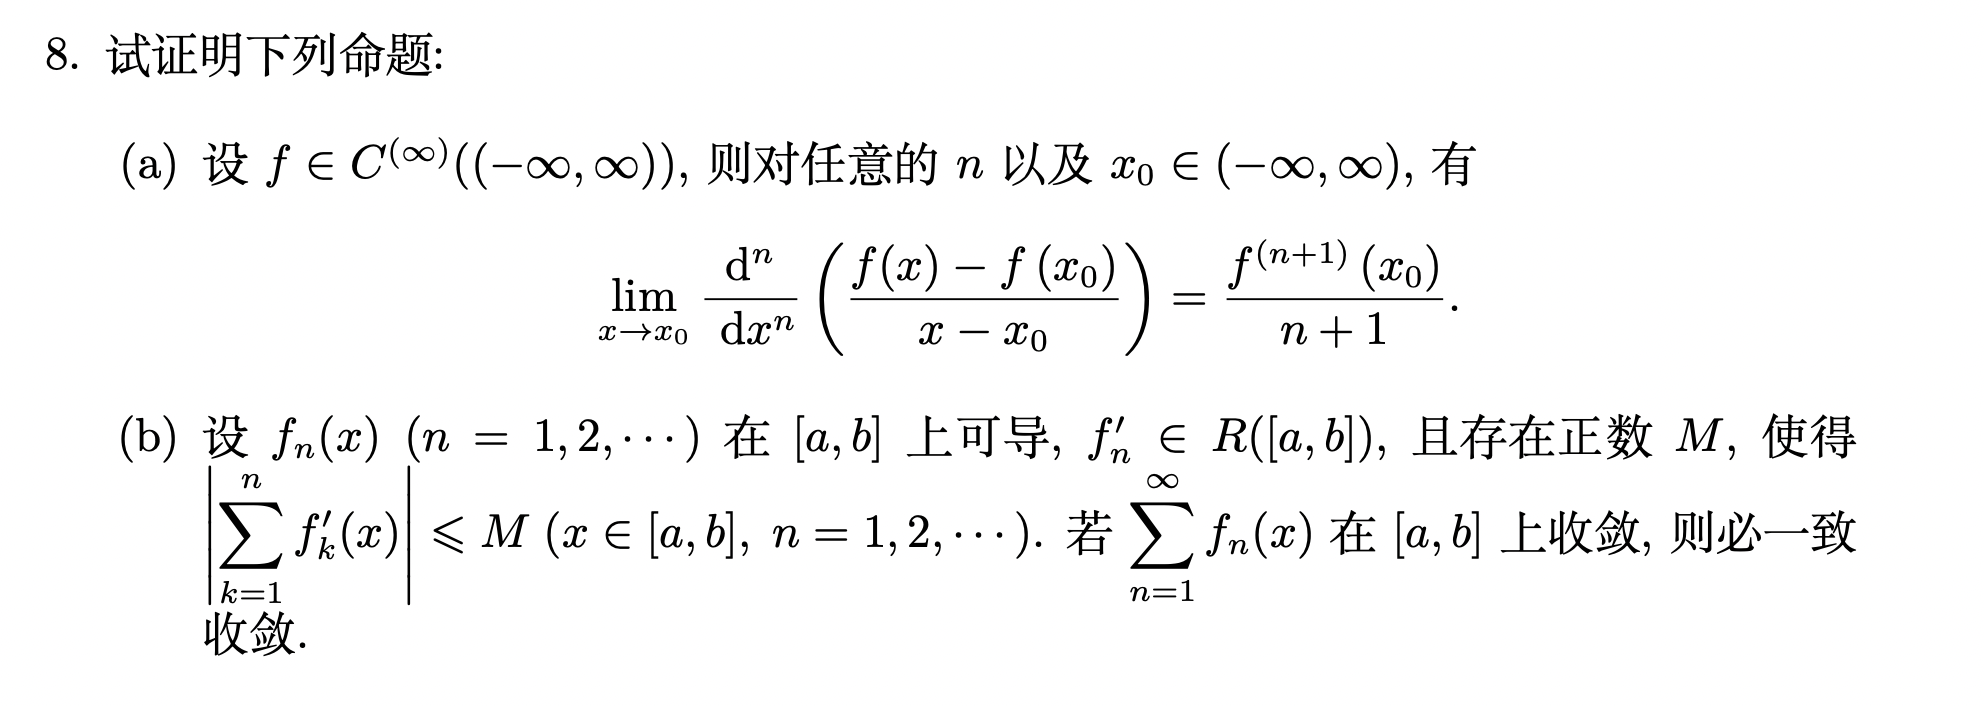 8. 试证明下列命题:
(a) 设 $f \in C^{(\infty)}((-\infty, \infty))$, 则对任意的 $n$ 以及 $x_0 \in (-\infty, \infty)$, 有
$$\lim_{x \to x_0} \frac{\mathrm{d}^n}{\mathrm{d}x^n} \left( \frac{f(x) - f(x_0)}{x - x_0} \right) = \frac{f^{(n+1)}(x_0)}{n+1}.$$
(b) 设 $f_n(x)$ $(n = 1, 2, \cdots)$ 在 $[a, b]$ 上可导, $f_n' \in R([a, b])$, 且存在正数 $M$, 使得
$\left| \sum_{k=1}^{n} f_k'(x) \right| \leqslant M$ $(x \in [a, b],\ n = 1, 2, \cdots)$. 若 $\sum_{n=1}^{\infty} f_n(x)$ 在 $[a, b]$ 上收敛, 则必一致
收敛.